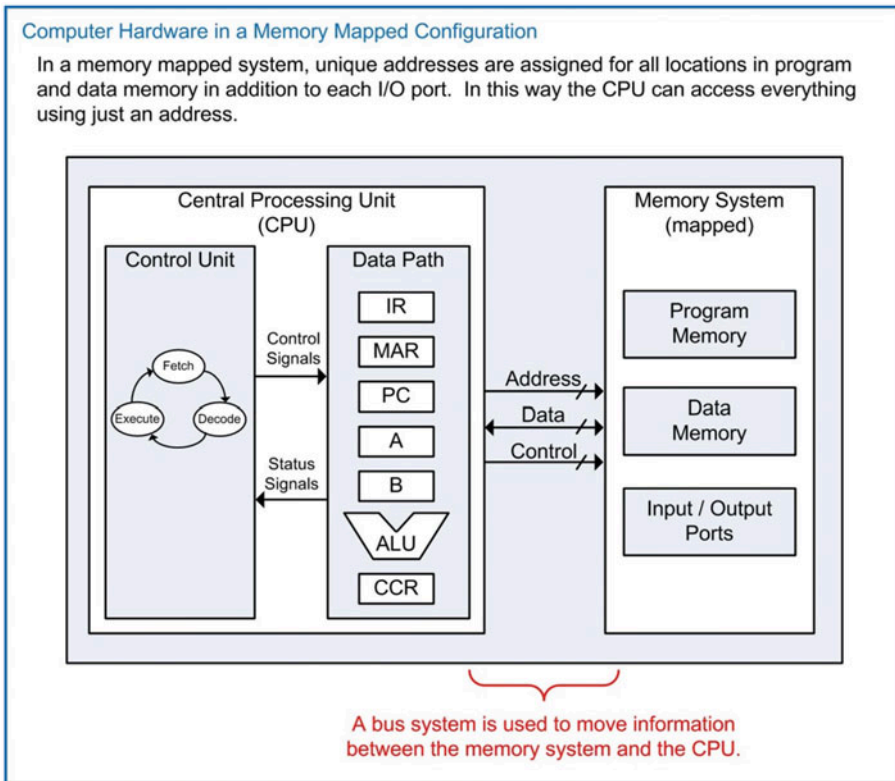 Computer Hardware in a Memory Mapped Configuration
In a memory mapped system, unique addresses are assigned for all locations in program
and data memory in addition to each I/O port. In this way the CPU can access everything
using just an address.
Central Processing Unit
(CPU)
Control Unit
Fetch
Execute
Decode
Control
Signals
Status
Signals
Data Path
IR
MAR
PC
A
B
ALU
CCR
Address
Data
Control
Memory System
(mapped)
Program
Memory
Data
Memory
Input / Output
Ports
A bus system is used to move information
between the memory system and the CPU.